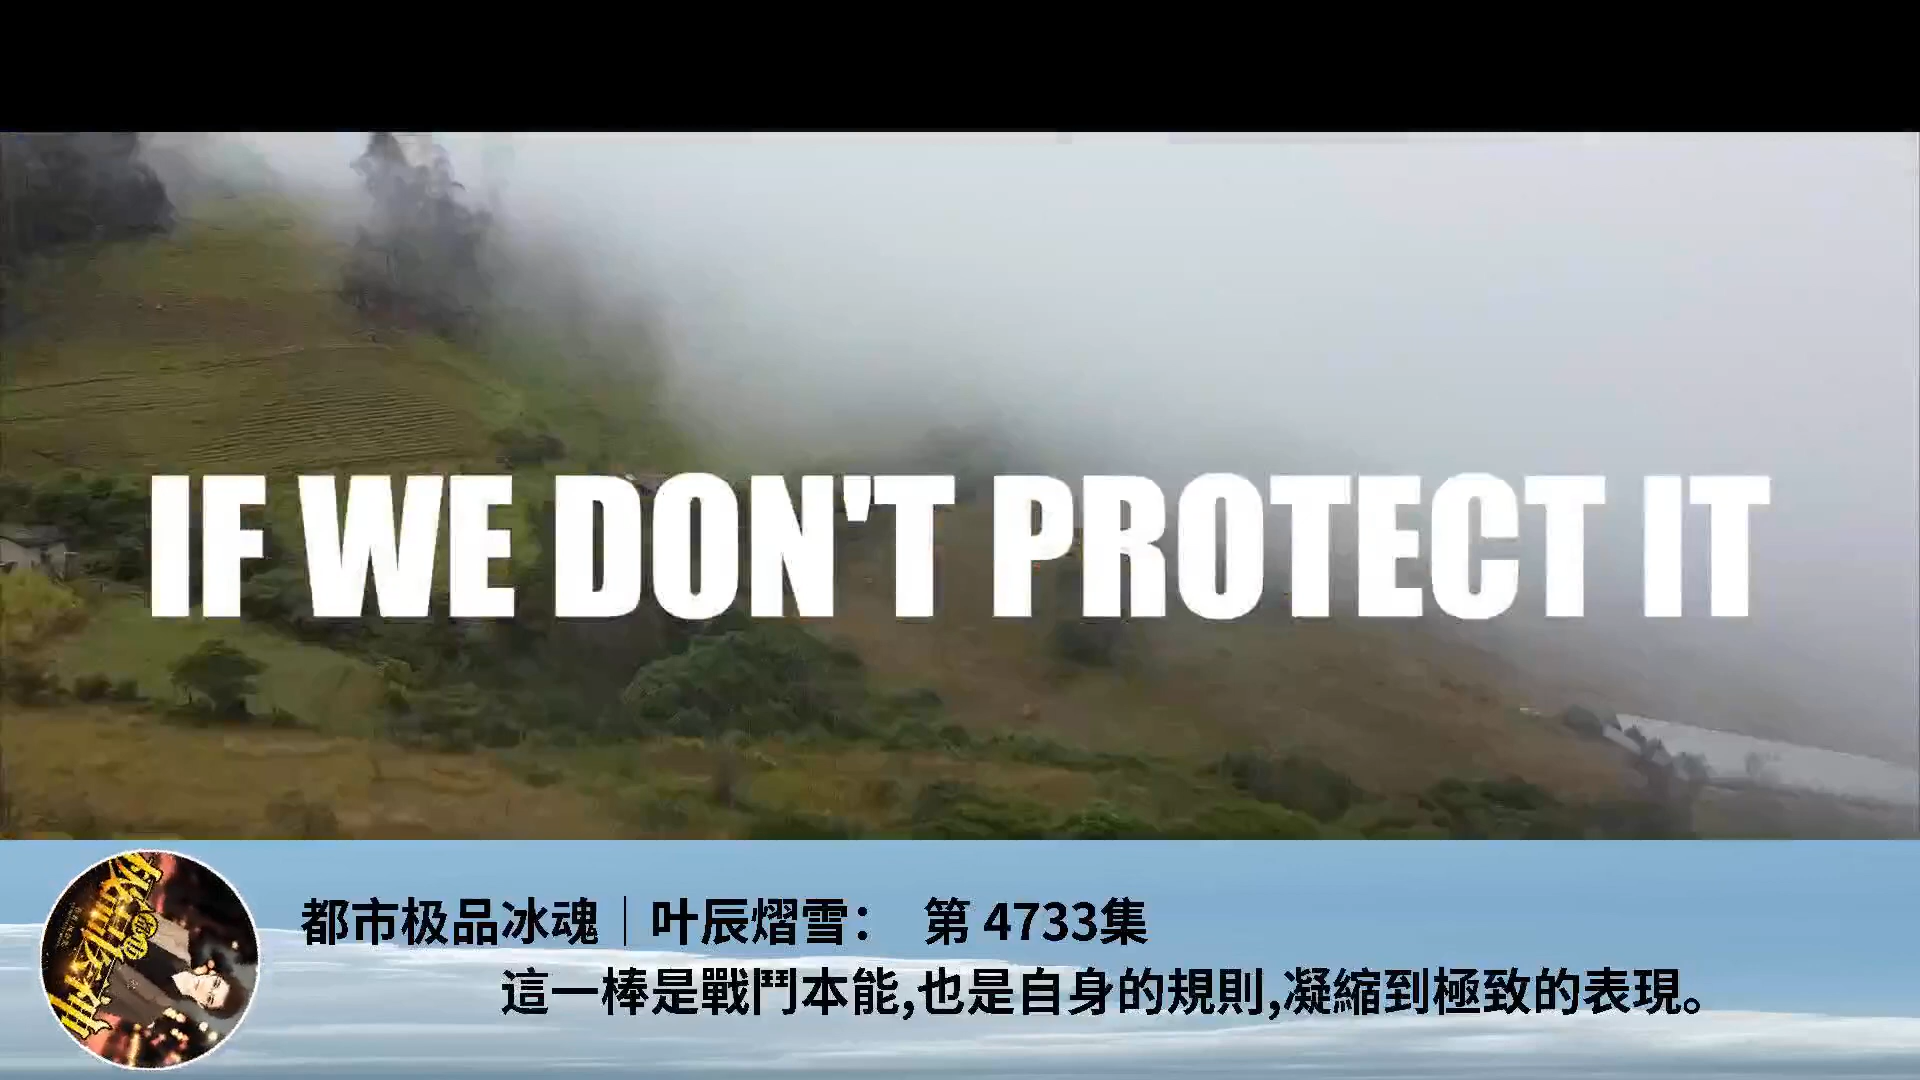 IF WE DON'T PROTECT IT
都市极品冰魂｜叶辰熠雪： 第 4733集
這一棒是戰鬥本能,也是自身的規則,凝縮到極致的表現。